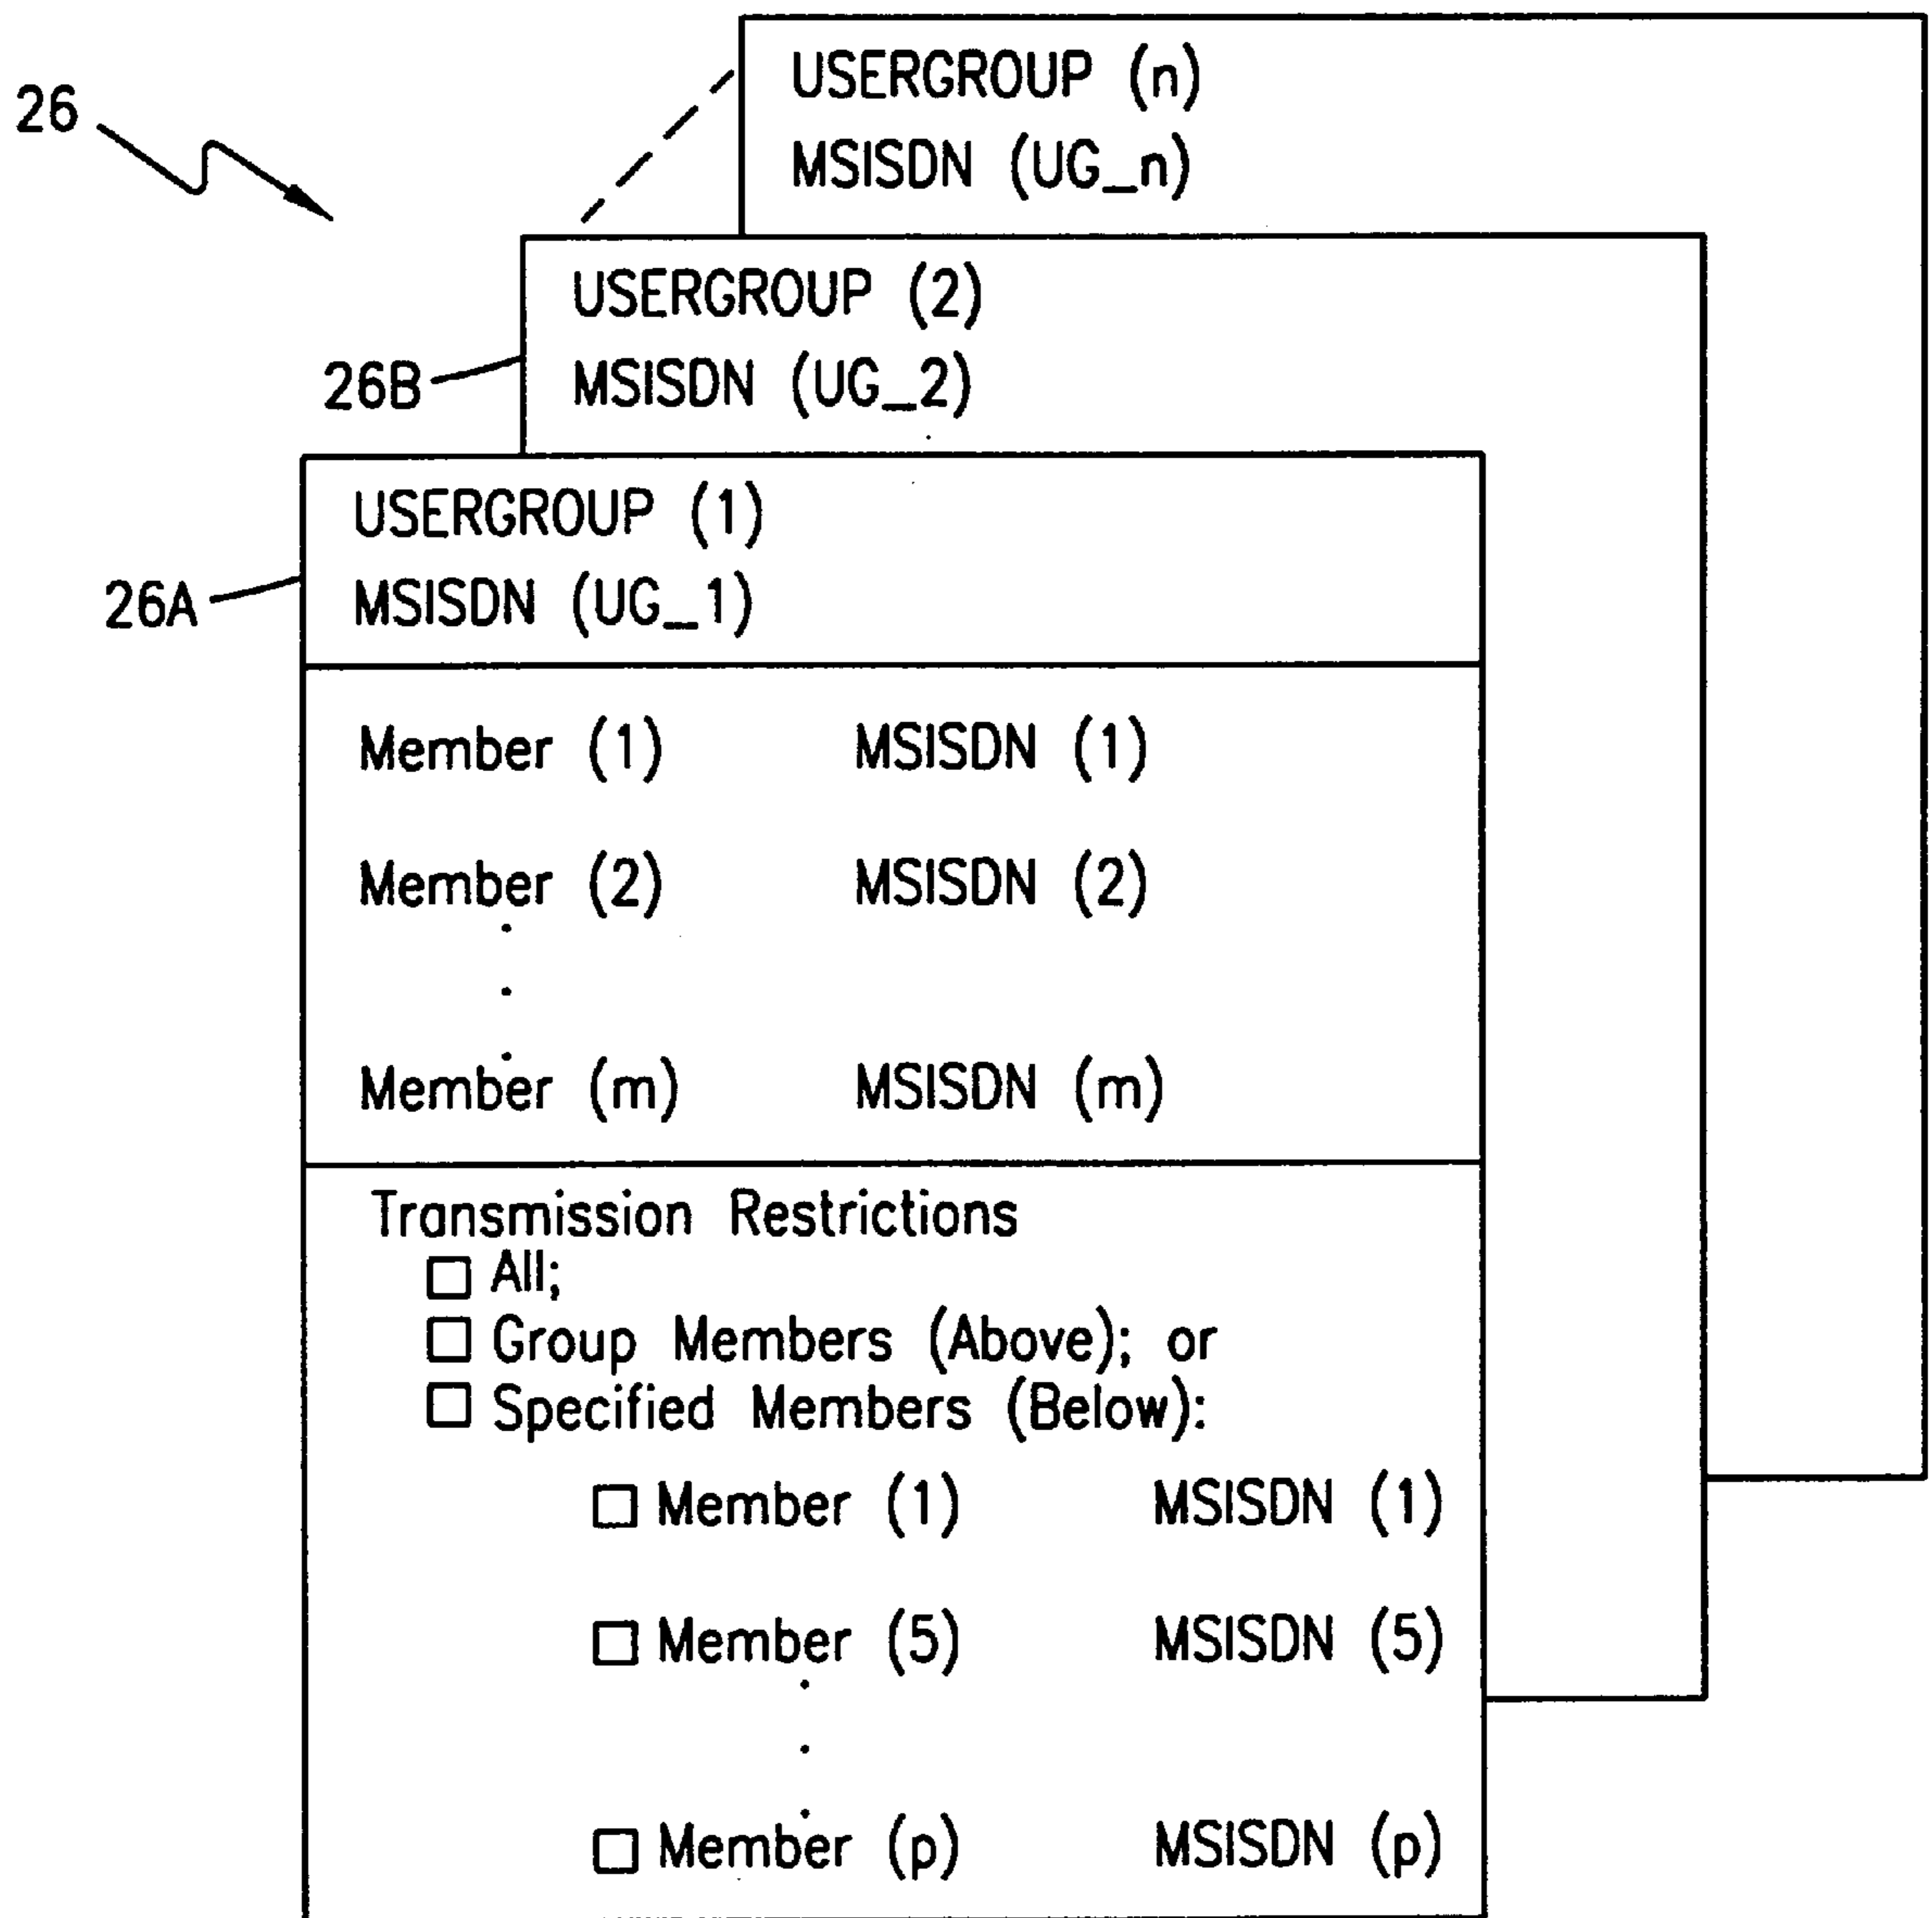 26
USERGROUP (n)
MSISDN (UG_n)
USERGROUP (2)
26B
MSISDN (UG_2)
USERGROUP (1)
26A
MSISDN (UG_1)
Member (1) MSISDN (1)
Member (2) MSISDN (2)
.
.
.
Member (m) MSISDN (m)
Transmission Restrictions
☐ All;
☐ Group Members (Above); or
☐ Specified Members (Below):
☐ Member (1) MSISDN (1)
☐ Member (5) MSISDN (5)
.
.
.
☐ Member (p) MSISDN (p)